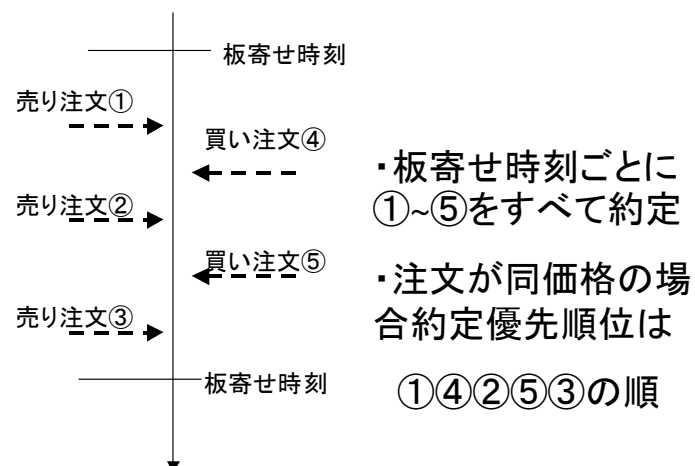 板寄せ時刻
売り注文①
買い注文④
売り注文②
買い注文⑤
売り注文③
板寄せ時刻
・板寄せ時刻ごとに
①~⑤をすべて約定
・注文が同価格の場
合約定優先順位は
①④②⑤③の順